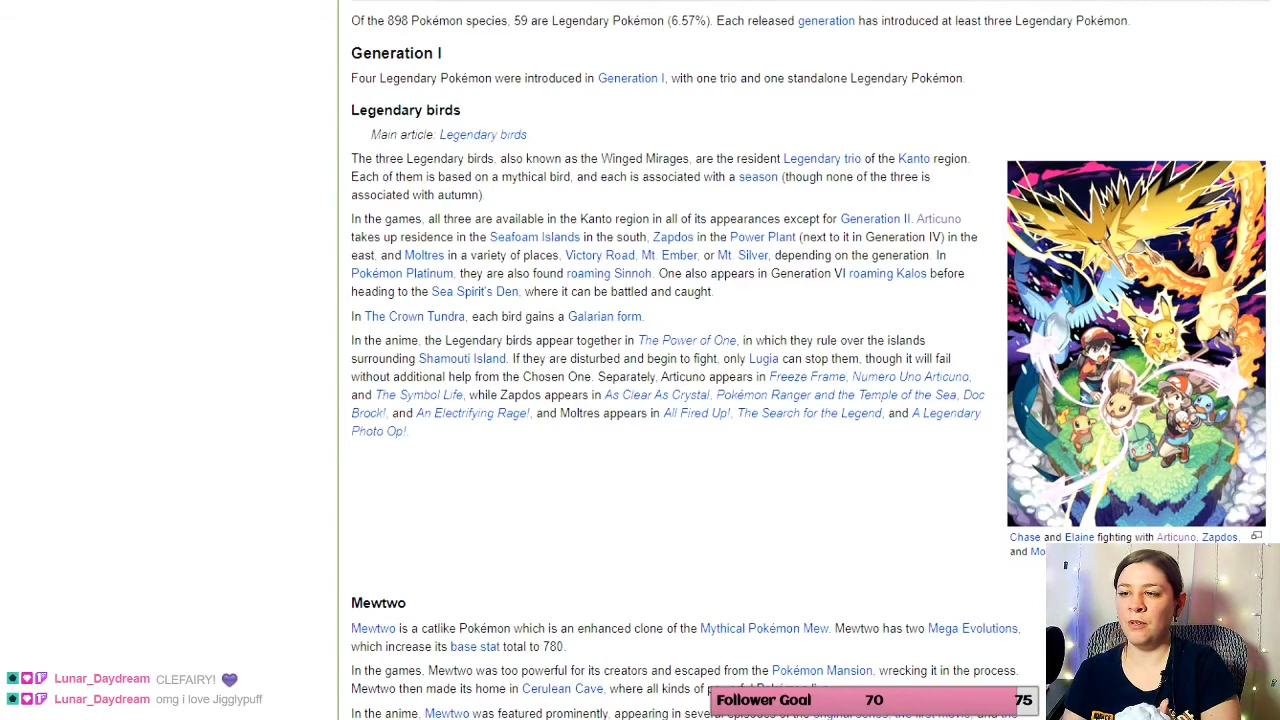 Of the 898 Pokémon species, 59 are Legendary Pokémon (6.57%). Each released generation has introduced at least three Legendary Pokémon.
Generation I
Four Legendary Pokémon were introduced in Generation I, with one trio and one standalone Legendary Pokémon.
Legendary birds
Main article: Legendary birds
The three Legendary birds, also known as the Winged Mirages, are the resident Legendary trio of the Kanto region.
Each of them is based on a mythical bird, and each is associated with a season (though none of the three is
associated with autumn).
In the games, all three are available in the Kanto region in all of its appearances except for Generation II. Articuno
takes up residence in the Seafoam Islands in the south, Zapdos in the Power Plant (next to it in Generation IV) in the
east, and Moltres in a variety of places, Victory Road, Mt. Ember, or Mt. Silver, depending on the generation. In
Pokémon Platinum, they are also found roaming Sinnoh. One also appears in Generation VI roaming Kalos before
heading to the Sea Spirit's Den, where it can be battled and caught.
In The Crown Tundra, each bird gains a Galarian form.
In the anime, the Legendary birds appear together in The Power of One, in which they rule over the islands
surrounding Shamouti Island. If they are disturbed and begin to fight, only Lugia can stop them, though it will fail
without additional help from the Chosen One. Separately, Articuno appears in Freeze Frame, Numero Uno Articuno,
and The Symbol Life, while Zapdos appears in As Clear As Crystal, Pokémon Ranger and the Temple of the Sea, Doc
Brock!, and An Electrifying Rage!, and Moltres appears in All Fired Up!, The Search for the Legend, and A Legendary
Photo Op!.
Chase and Elaine fighting with Articuno, Zapdos,
and Mo
Mewtwo
Mewtwo is a catlike Pokémon which is an enhanced clone of the Mythical Pokémon Mew. Mewtwo has two Mega Evolutions,
which increase its base stat total to 780.
In the games, Mewtwo was too powerful for its creators and escaped from the Pokémon Mansion, wrecking it in the process.
Mewtwo then made its home in Cerulean Cave, where all kinds of
In the anime, Mewtwo was featured prominently, appearing in several episodes of the original series, the first movie, and the
Lunar_Daydream CLEFAIRY!
Lunar_Daydream omg i love Jigglypuff
Follower Goal 70 75